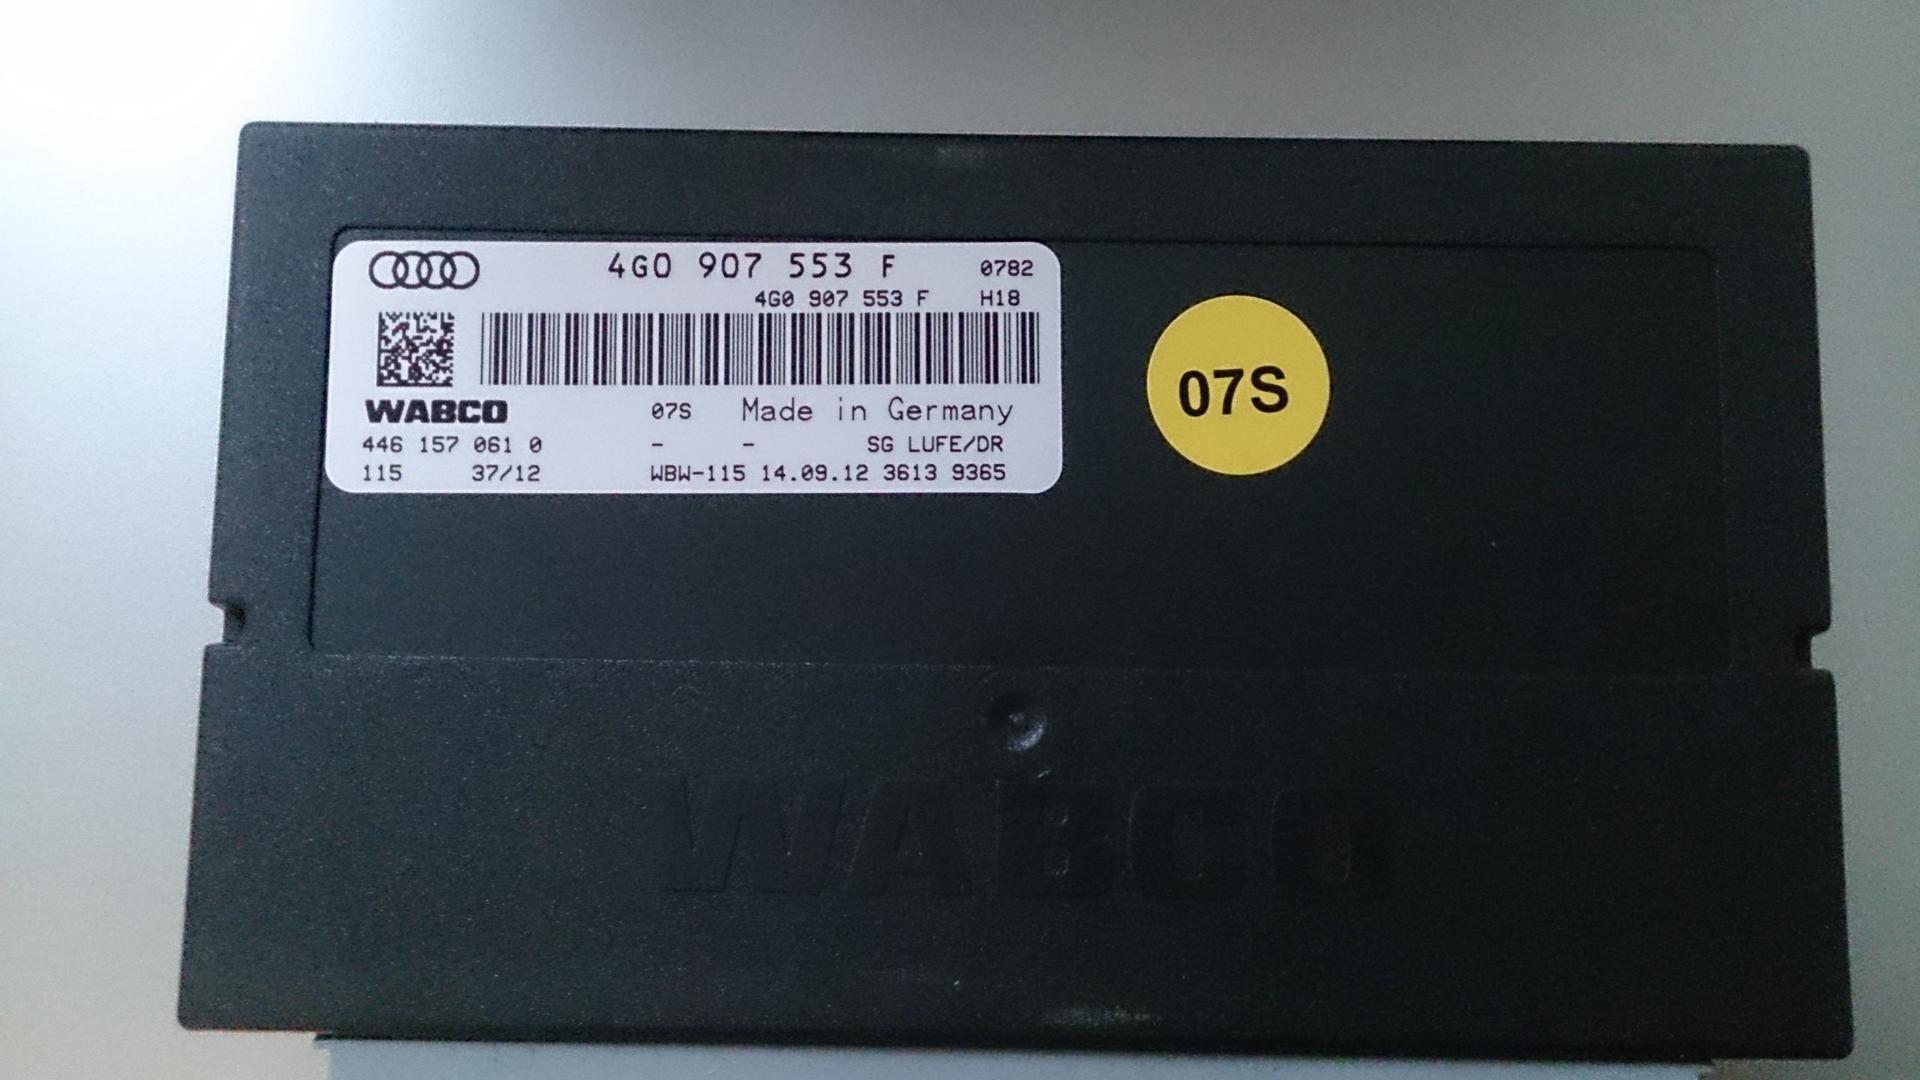 4G0 907 553 F 0782
4G0 907 553 F H18
WABCO 07S Made in Germany
446 157 061 0 - - SG LUFE/DR
115 37/12 WBW-115 14.09.12 3613 9365
07S
WABCO